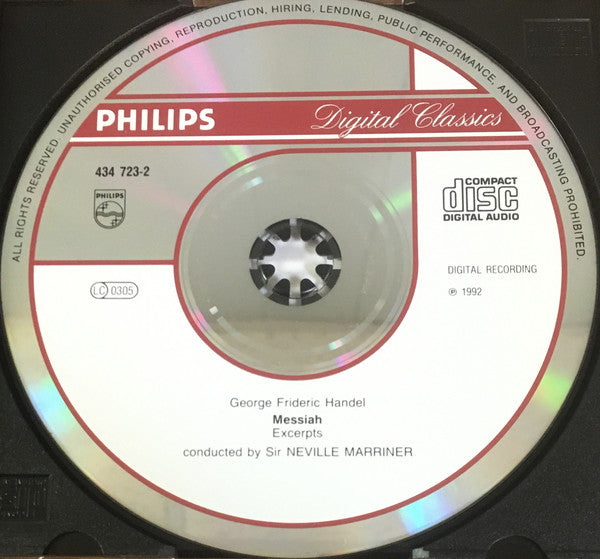 ALL RIGHTS RESERVED. UNAUTHORISED COPYING, REPRODUCTION, HIRING, LENDING, PUBLIC PERFORMANCE, AND BROADCASTING PROHIBITED.
PHILIPS Digital Classics
434 723-2
PHILIPS
COMPACT
disc
DIGITAL AUDIO
DIGITAL RECORDING
LC 0305
℗ 1992
George Frideric Handel
Messiah
Excerpts
conducted by Sir NEVILLE MARRINER